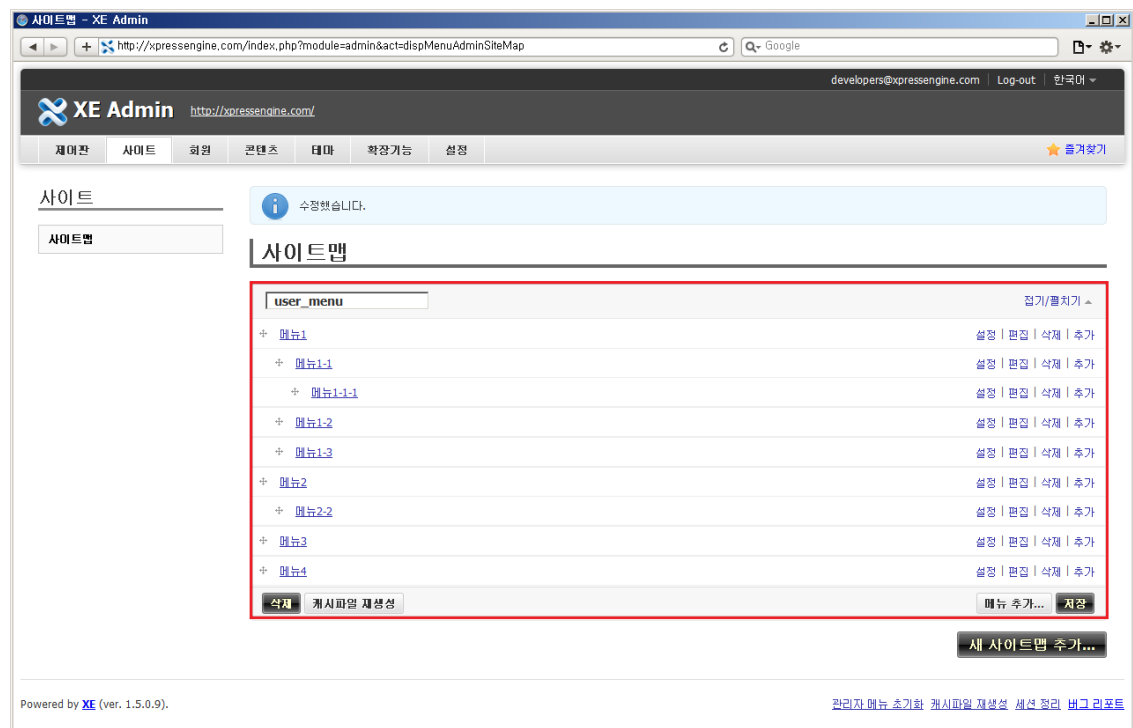 사이트맵 - XE Admin
http://xpressengine.com/index.php?module=admin&act=dispMenuAdminSiteMap
Google
developers@xpressengine.com | Log-out | 한국어
XE Admin http://xpressengine.com/
제어판 사이트 회원 콘텐츠 테마 확장기능 설정 즐겨찾기
사이트
사이트맵
수정했습니다.
사이트맵
user_menu 접기/펼치기
메뉴1 설정 | 편집 | 삭제 | 추가
메뉴1-1 설정 | 편집 | 삭제 | 추가
메뉴1-1-1 설정 | 편집 | 삭제 | 추가
메뉴1-2 설정 | 편집 | 삭제 | 추가
메뉴1-3 설정 | 편집 | 삭제 | 추가
메뉴2 설정 | 편집 | 삭제 | 추가
메뉴2-2 설정 | 편집 | 삭제 | 추가
메뉴3 설정 | 편집 | 삭제 | 추가
메뉴4 설정 | 편집 | 삭제 | 추가
삭제 캐시파일 재생성 메뉴 추가... 저장
새 사이트맵 추가...
Powered by XE (ver. 1.5.0.9). 관리자 메뉴 초기화 캐시파일 재생성 세션 정리 버그 리포트